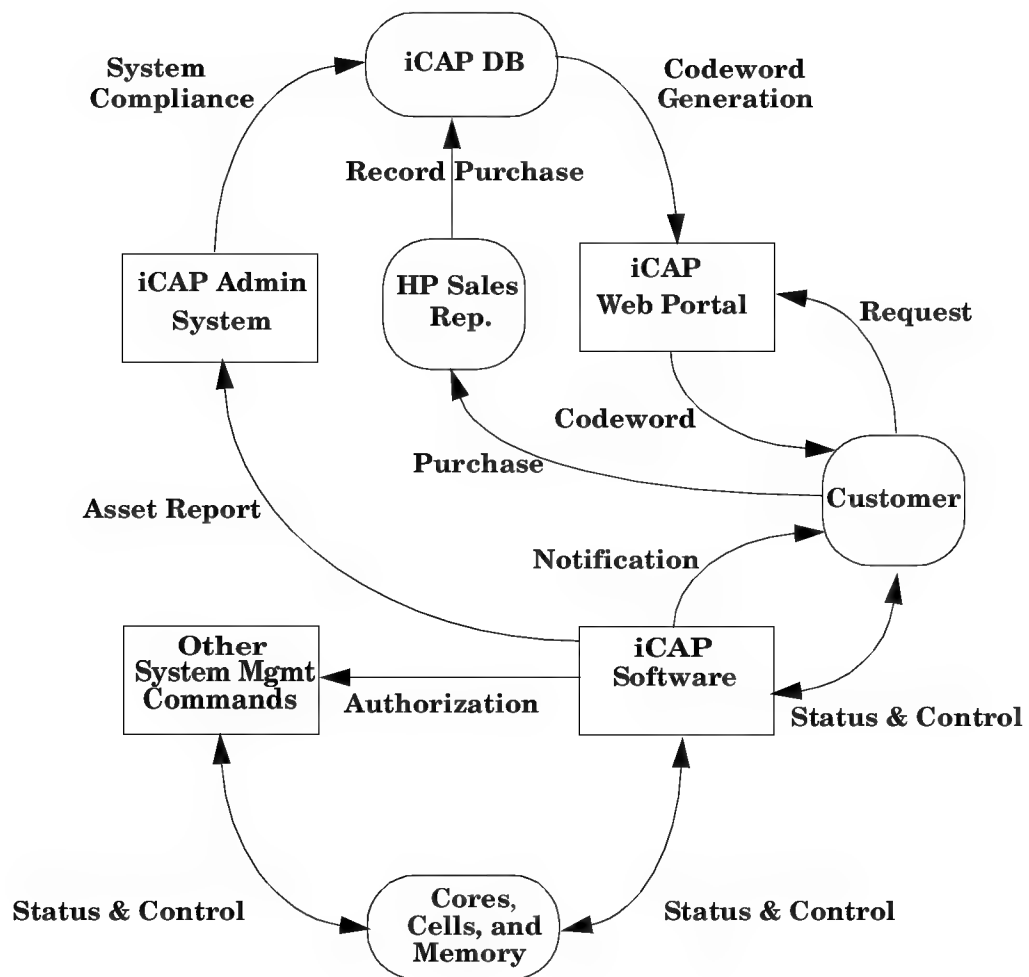 iCAP DB
System
Compliance
Codeword
Generation
Record Purchase
iCAP Admin
System
HP Sales
Rep.
iCAP
Web Portal
Request
Codeword
Purchase
Customer
Asset Report
Notification
Other
System Mgmt
Commands
iCAP
Software
Authorization
Status & Control
Status & Control
Cores,
Cells, and
Memory
Status & Control